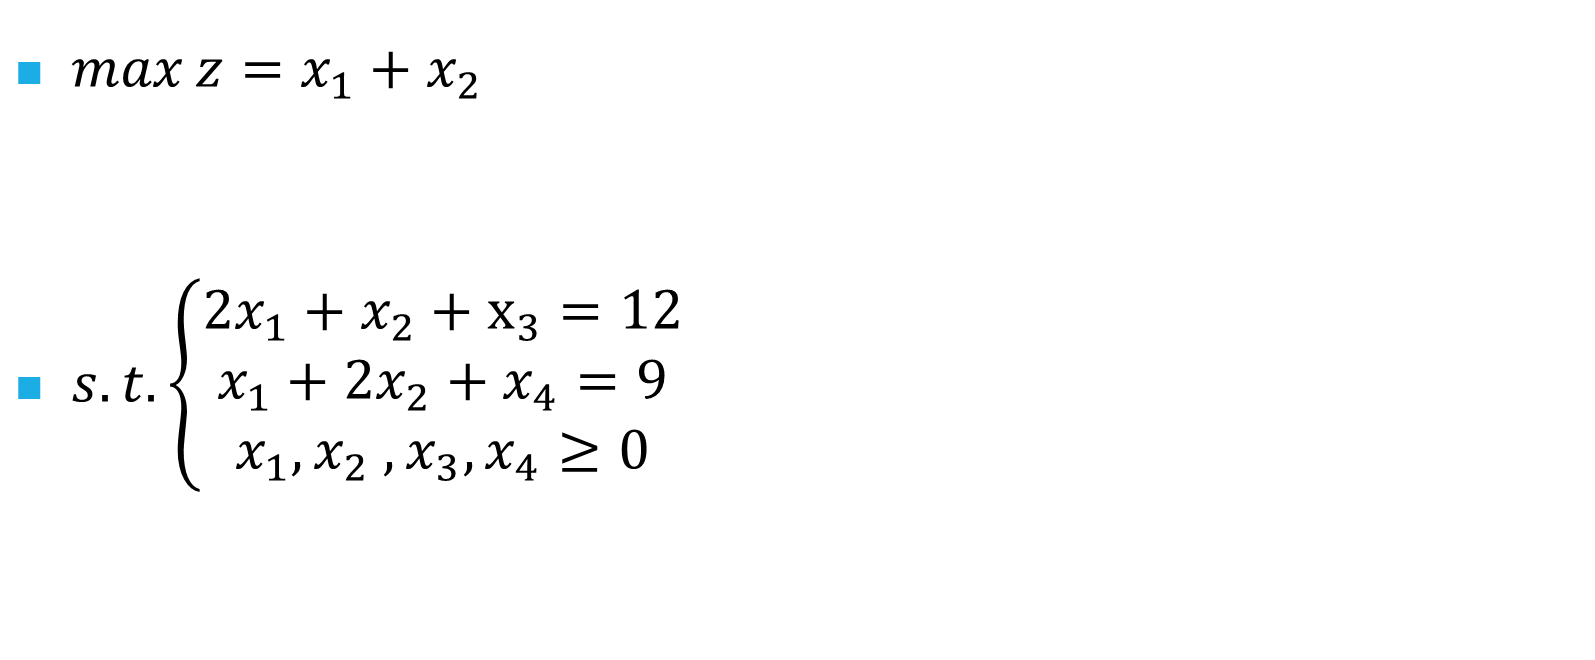 ■ max z = x₁ + x₂
■ s.t. { 2x₁ + x₂ + x₃ = 12
x₁ + 2x₂ + x₄ = 9
x₁, x₂ , x₃, x₄ ≥ 0